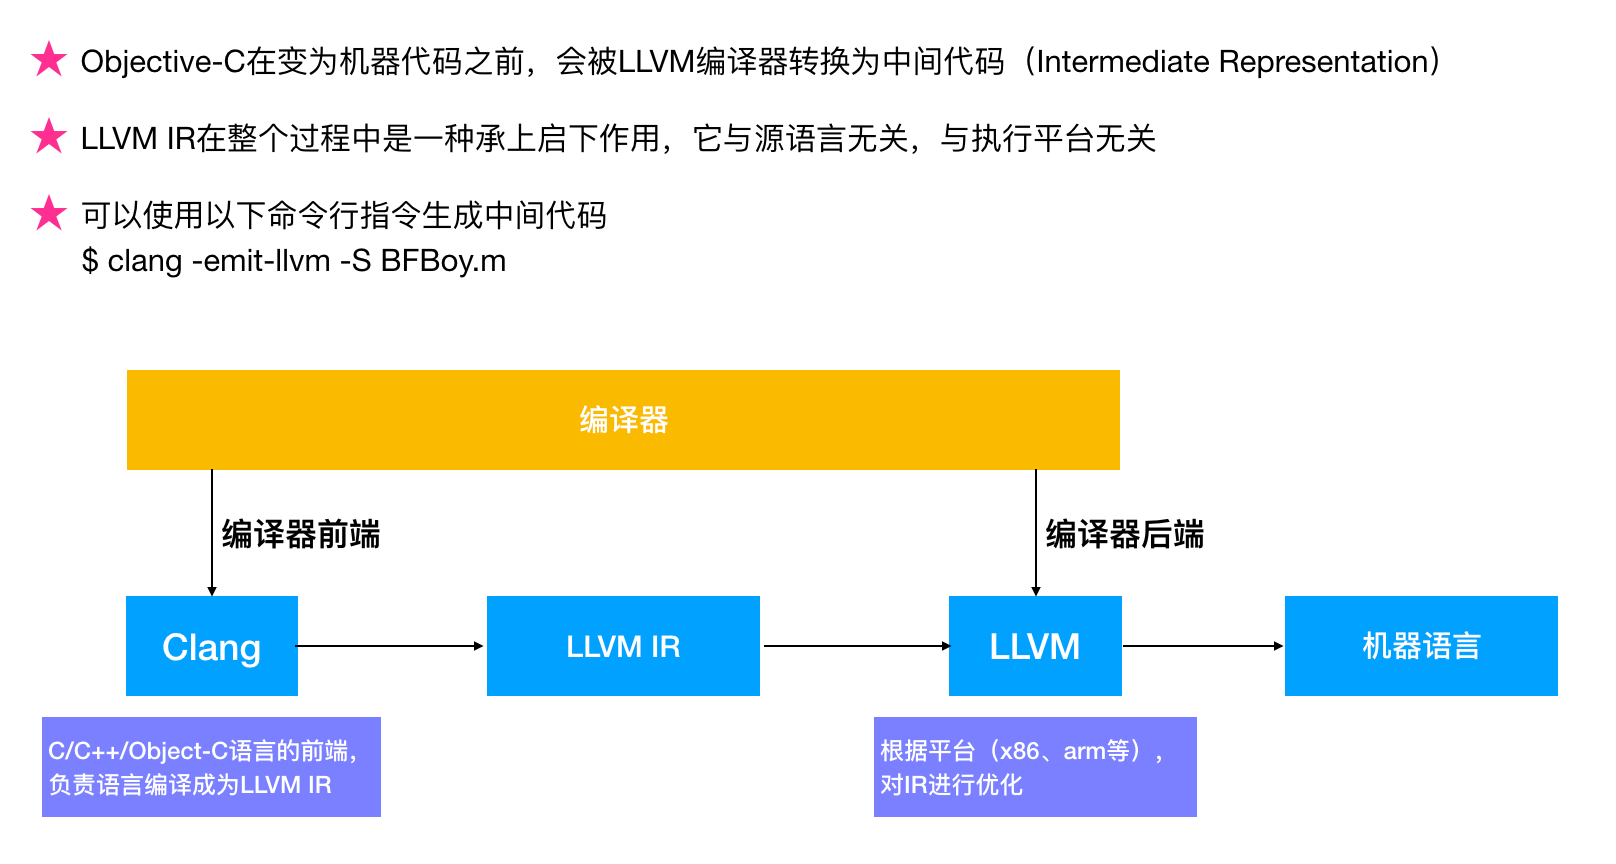 Objective-C在变为机器代码之前，会被LLVM编译器转换为中间代码（Intermediate Representation）
LLVM IR在整个过程中是一种承上启下作用，它与源语言无关，与执行平台无关
可以使用以下命令行指令生成中间代码
$ clang -emit-llvm -S BFBoy.m
编译器
编译器前端
编译器后端
Clang
LLVM IR
LLVM
机器语言
C/C++/Object-C语言的前端，
负责语言编译成为LLVM IR
根据平台（x86、arm等），
对IR进行优化